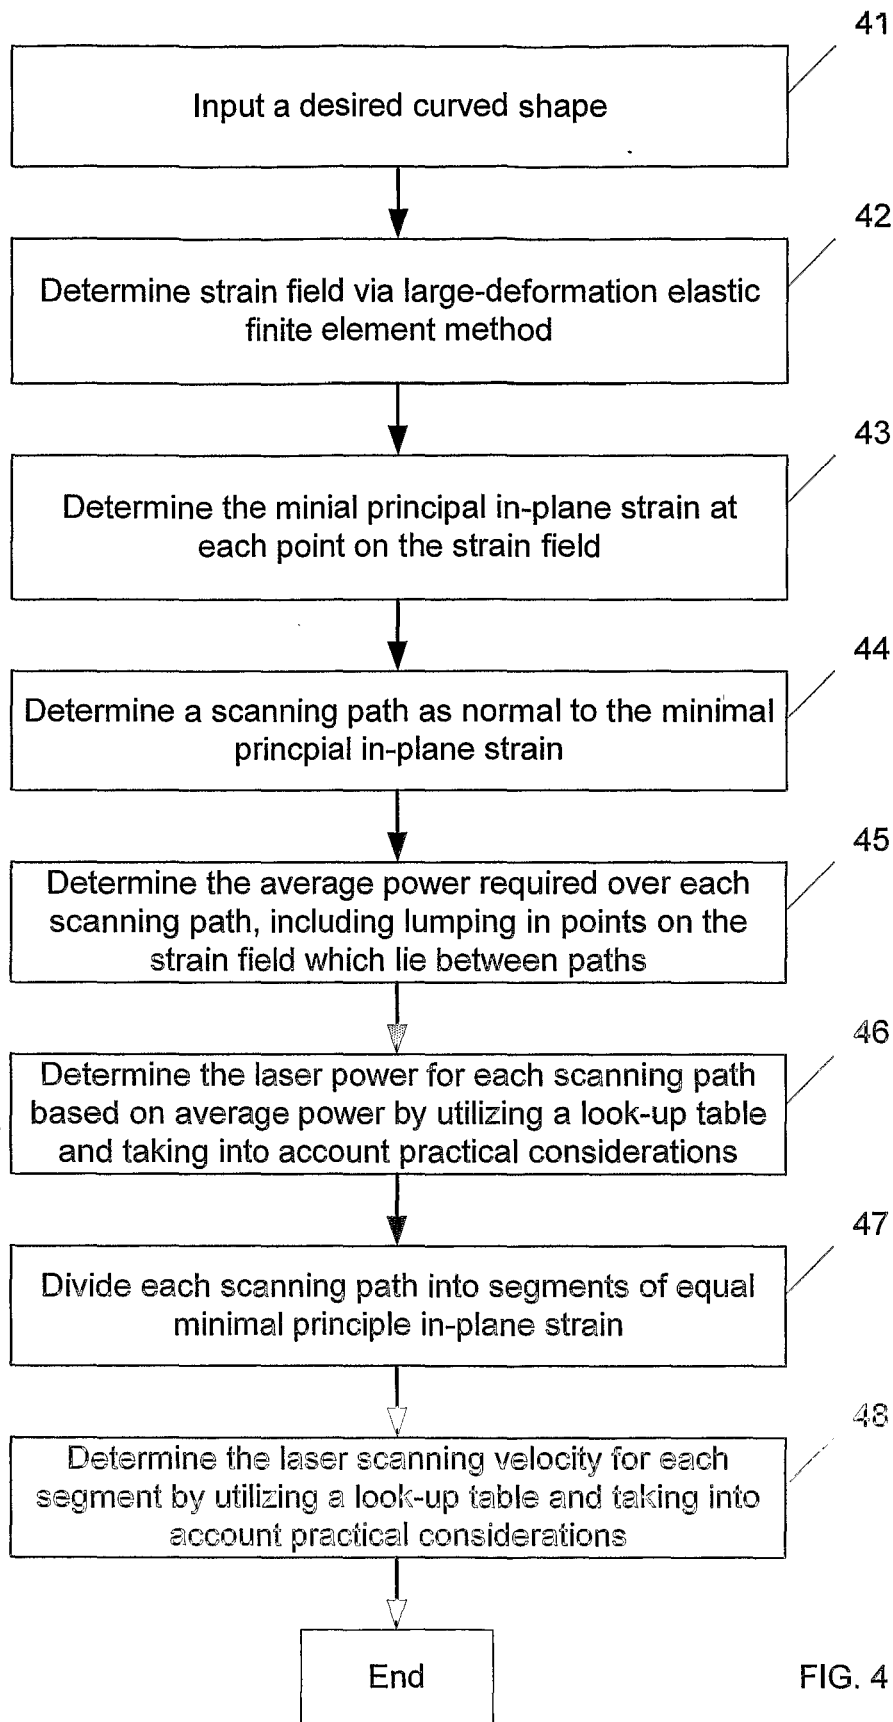 41
Input a desired curved shape
42
Determine strain field via large-deformation elastic
finite element method
43
Determine the minial principal in-plane strain at
each point on the strain field
44
Determine a scanning path as normal to the minimal
princpial in-plane strain
45
Determine the average power required over each
scanning path, including lumping in points on the
strain field which lie between paths
46
Determine the laser power for each scanning path
based on average power by utilizing a look-up table
and taking into account practical considerations
47
Divide each scanning path into segments of equal
minimal principle in-plane strain
48
Determine the laser scanning velocity for each
segment by utilizing a look-up table and taking into
account practical considerations
End
FIG. 4